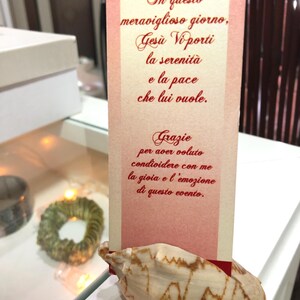 In questo
meraviglioso giorno,
Gesù Vi porti
la serenità
e la pace
che lui vuole.
Grazie
per aver voluto
condividere con me
la gioia e l'emozione
di questo evento.